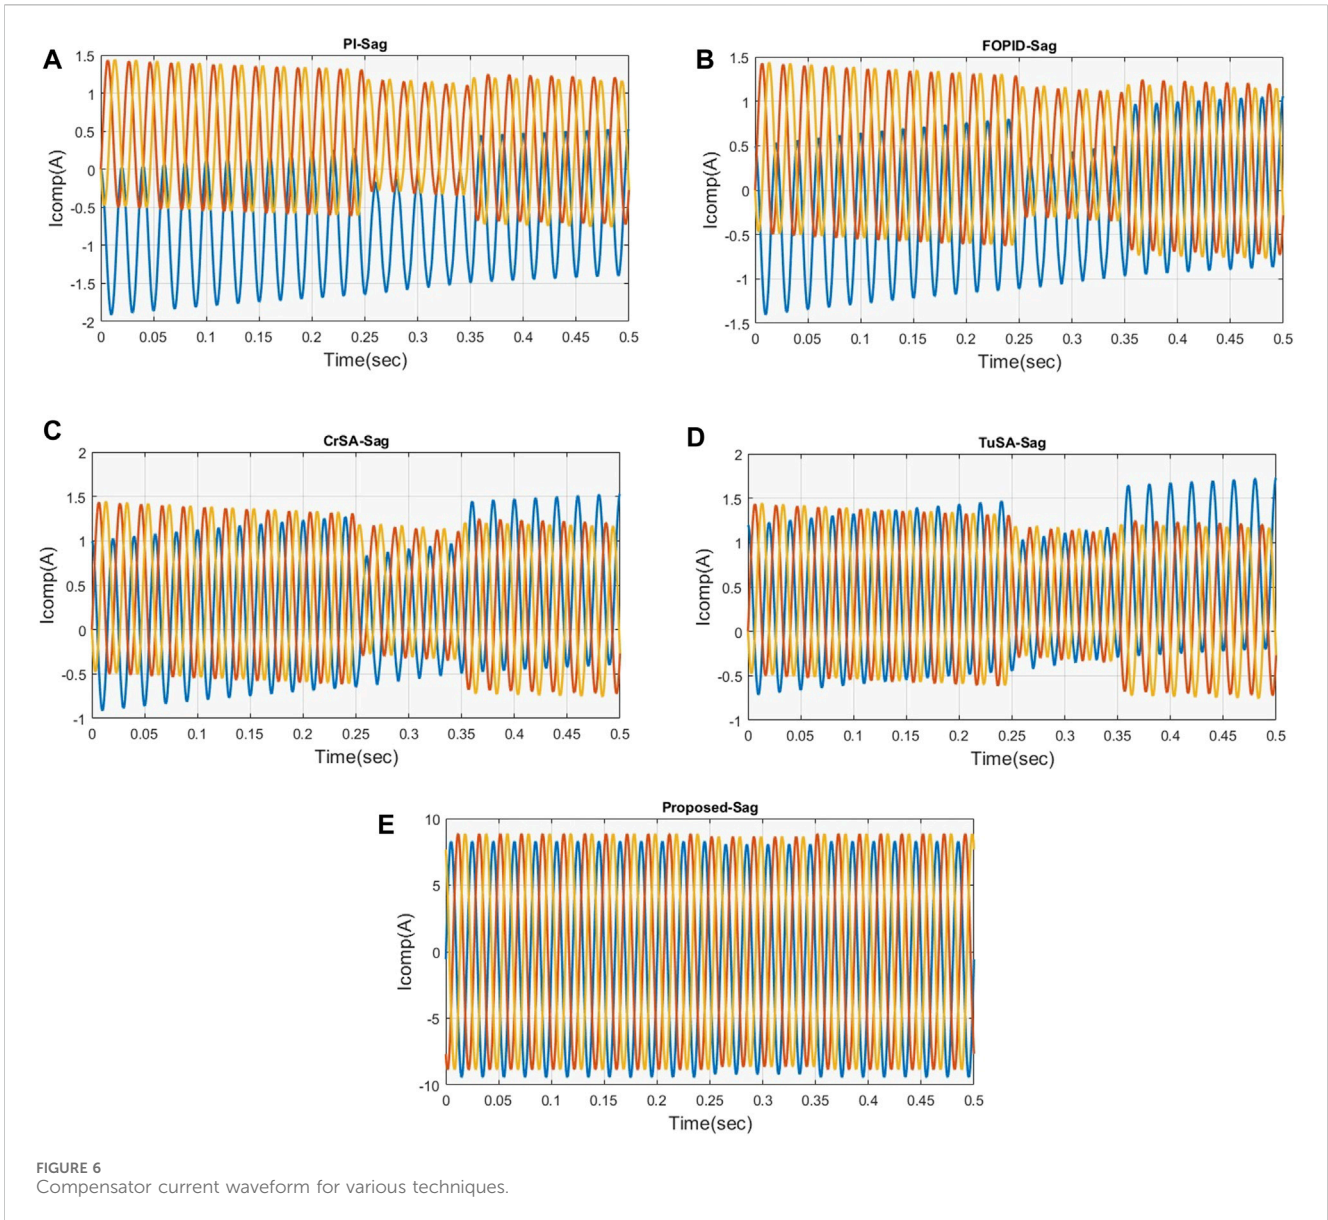 A
PI-Sag
1.5
1
0.5
0
-0.5
-1
-1.5
-2
Icomp(A)
0 0.05 0.1 0.15 0.2 0.25 0.3 0.35 0.4 0.45 0.5
Time(sec)
B
FOPID-Sag
1.5
1
0.5
0
-0.5
-1
-1.5
Icomp(A)
0 0.05 0.1 0.15 0.2 0.25 0.3 0.35 0.4 0.45 0.5
Time(sec)
C
CrSA-Sag
2
1.5
1
0.5
0
-0.5
-1
Icomp(A)
0 0.05 0.1 0.15 0.2 0.25 0.3 0.35 0.4 0.45 0.5
Time(sec)
D
TuSA-Sag
2
1.5
1
0.5
0
-0.5
-1
Icomp(A)
0 0.05 0.1 0.15 0.2 0.25 0.3 0.35 0.4 0.45 0.5
Time(sec)
E
Proposed-Sag
10
5
0
-5
-10
Icomp(A)
0 0.05 0.1 0.15 0.2 0.25 0.3 0.35 0.4 0.45 0.5
Time(sec)
FIGURE 6
Compensator current waveform for various techniques.